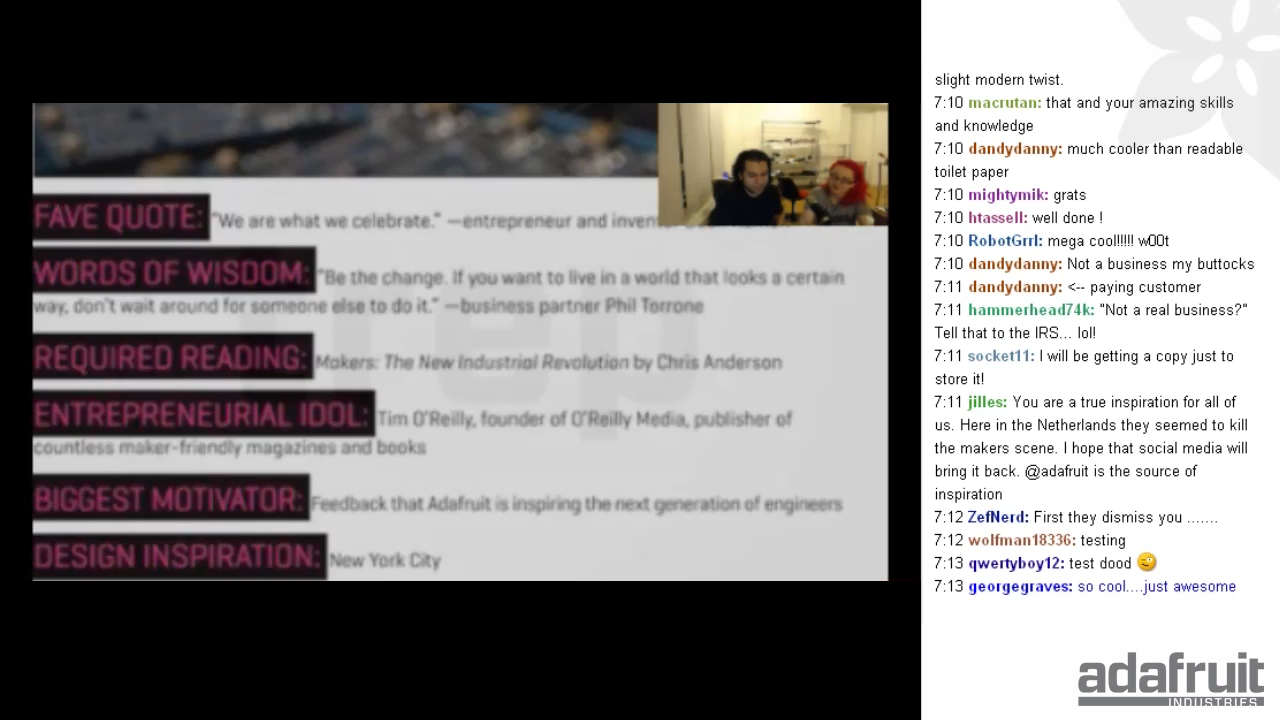 FAVE QUOTE: "We are what we celebrate." —entrepreneur and
WORDS OF WISDOM: "Be the change. If you want to live in a world that looks a certain
way, don't wait around for someone else to do it." —business partner Phil Torrone
REQUIRED READING: Makers: The New Industrial Revolution by Chris Anderson
ENTREPRENEURIAL IDOL: Tim O'Reilly, founder of O'Reilly Media, publisher of
countless maker-friendly magazines and books
BIGGEST MOTIVATOR: Feedback that Adafruit is inspiring the next generation of engineers
DESIGN INSPIRATION: New York City
slight modern twist.
7:10 macrutan: that and your amazing skills
and knowledge
7:10 dandydanny: much cooler than readable
toilet paper
7:10 mightymik: grats
7:10 htassell: well done !
7:10 RobotGrrl: mega cool!!!!! w00t
7:10 dandydanny: Not a business my buttocks
7:11 dandydanny: <-- paying customer
7:11 hammerhead74k: "Not a real business?"
Tell that to the IRS... lol!
7:11 socket11: I will be getting a copy just to
store it!
7:11 jilles: You are a true inspiration for all of
us. Here in the Netherlands they seemed to kill
the makers scene. I hope that social media will
bring it back. @adafruit is the source of
inspiration
7:12 ZefNerd: First they dismiss you .......
7:12 wolfman18336: testing
7:13 qwertyboy12: test dood
7:13 georgegraves: so cool....just awesome
adafruit
INDUSTRIES